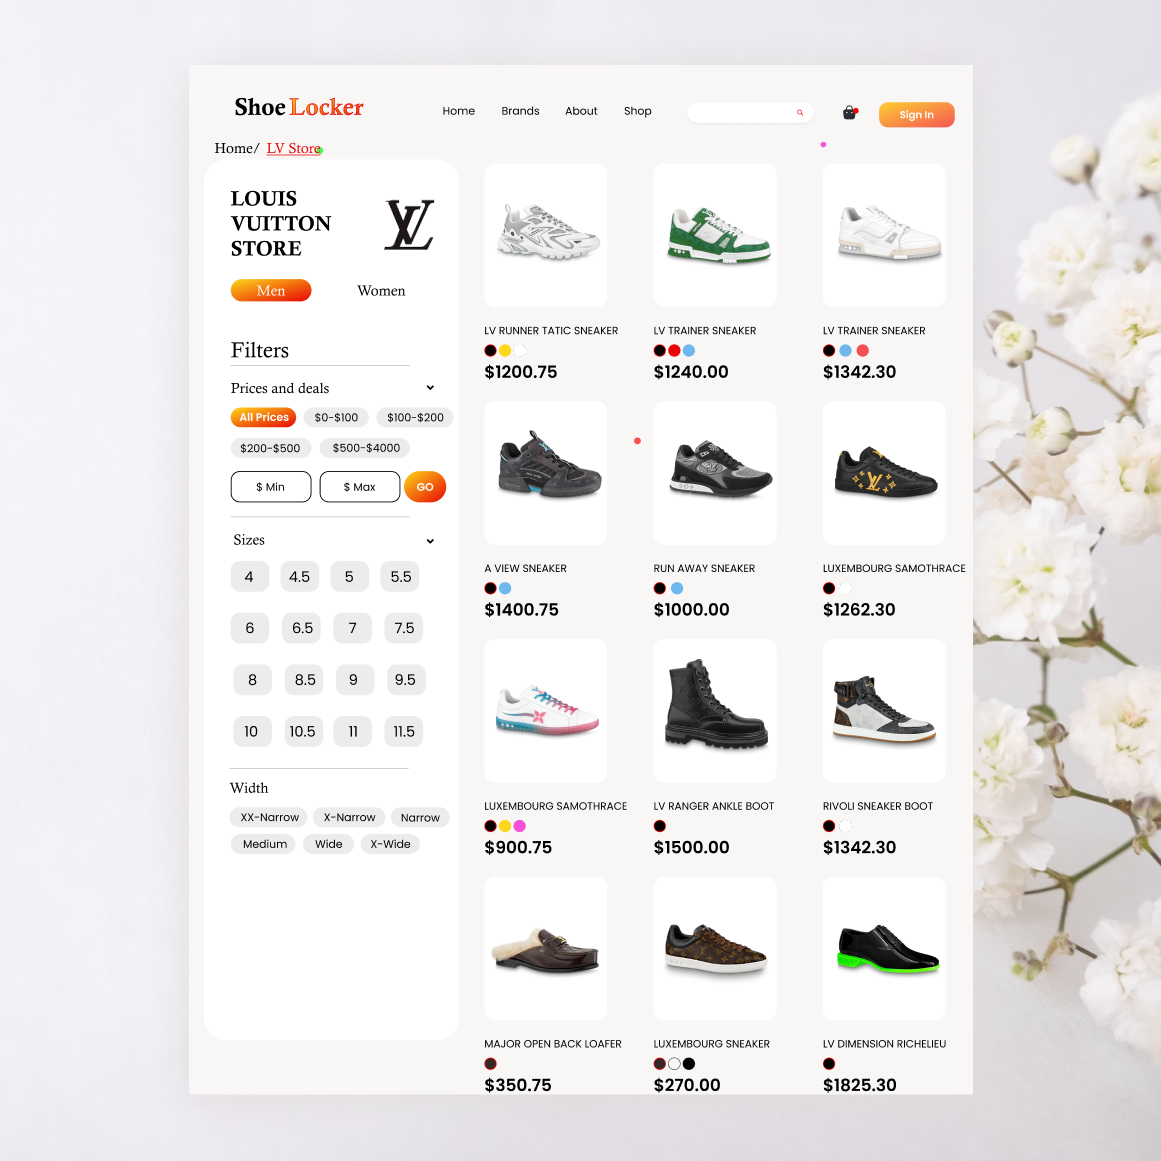 Shoe Locker
Home Brands About Shop
Sign In
Home/ LV Store
LOUIS
VUITTON
STORE
LV
Men Women
Filters
Prices and deals
All Prices $0-$100 $100-$200
$200-$500 $500-$4000
$ Min $ Max GO
Sizes
4 4.5 5 5.5
6 6.5 7 7.5
8 8.5 9 9.5
10 10.5 11 11.5
Width
XX-Narrow X-Narrow Narrow
Medium Wide X-Wide
LV RUNNER TATIC SNEAKER LV TRAINER SNEAKER LV TRAINER SNEAKER
$1200.75 $1240.00 $1342.30
A VIEW SNEAKER RUN AWAY SNEAKER LUXEMBOURG SAMOTHRACE
$1400.75 $1000.00 $1262.30
LUXEMBOURG SAMOTHRACE LV RANGER ANKLE BOOT RIVOLI SNEAKER BOOT
$900.75 $1500.00 $1342.30
MAJOR OPEN BACK LOAFER LUXEMBOURG SNEAKER LV DIMENSION RICHELIEU
$350.75 $270.00 $1825.30